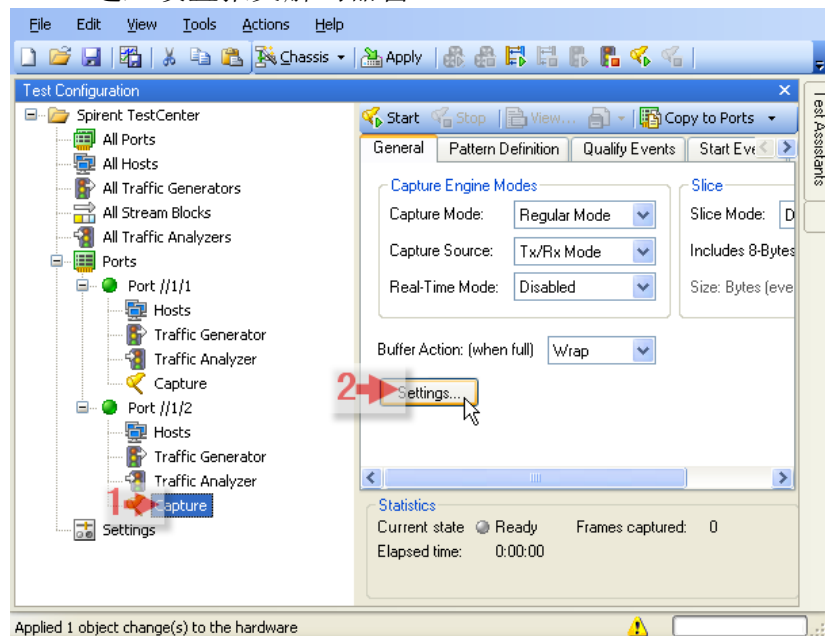 File Edit View Tools Actions Help
Chassis Apply
Test Configuration
Test Assistants
Spirent TestCenter
All Ports
All Hosts
All Traffic Generators
All Stream Blocks
All Traffic Analyzers
Ports
Port //1/1
Hosts
Traffic Generator
Traffic Analyzer
Capture
Port //1/2
Hosts
Traffic Generator
Traffic Analyzer
1
Capture
Settings
Start Stop View... Copy to Ports
General Pattern Definition Qualify Events Start Eve
Capture Engine Modes
Capture Mode: Regular Mode
Capture Source: Tx/Rx Mode
Real-Time Mode: Disabled
Slice
Slice Mode: D
Includes 8-Bytes
Size: Bytes (eve
Buffer Action: (when full) Wrap
2
Settings...
Statistics
Current state Ready Frames captured: 0
Elapsed time: 0:00:00
Applied 1 object change(s) to the hardware